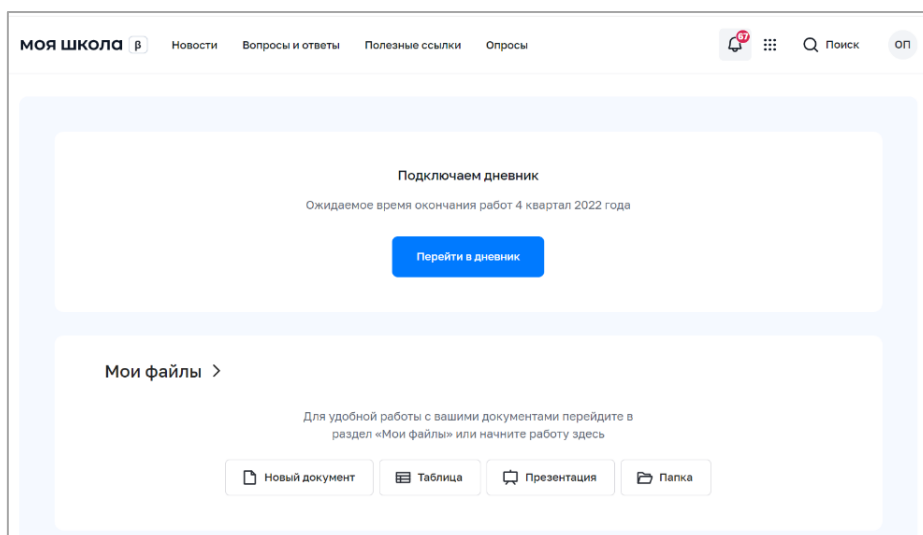 моя школа β Новости Вопросы и ответы Полезные ссылки Опросы 67 Поиск ОП
Подключаем дневник
Ожидаемое время окончания работ 4 квартал 2022 года
Перейти в дневник
Мои файлы
Для удобной работы с вашими документами перейдите в
раздел «Мои файлы» или начните работу здесь
Новый документ Таблица Презентация Папка